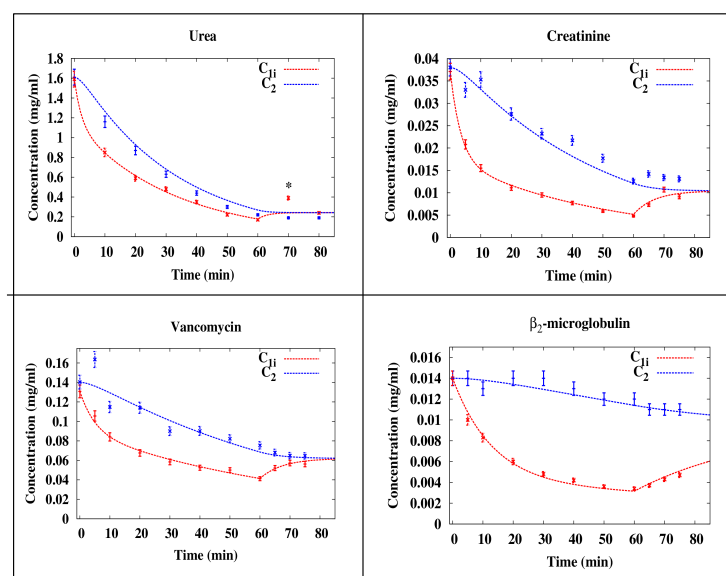 Urea
Concentration (mg/ml)
1.8
1.6
1.4
1.2
1
0.8
0.6
0.4
0.2
0
C1i
C2
*
0 10 20 30 40 50 60 70 80
Time (min)
Creatinine
Concentration (mg/ml)
0.04
0.035
0.03
0.025
0.02
0.015
0.01
0.005
0
C1i
C2
0 10 20 30 40 50 60 70 80
Time (min)
Vancomycin
Concentration (mg/ml)
0.16
0.14
0.12
0.1
0.08
0.06
0.04
0.02
0
C1i
C2
0 10 20 30 40 50 60 70 80
Time (min)
β2-microglobulin
Concentration (mg/ml)
0.016
0.014
0.012
0.01
0.008
0.006
0.004
0.002
0
C1i
C2
0 10 20 30 40 50 60 70 80
Time (min)